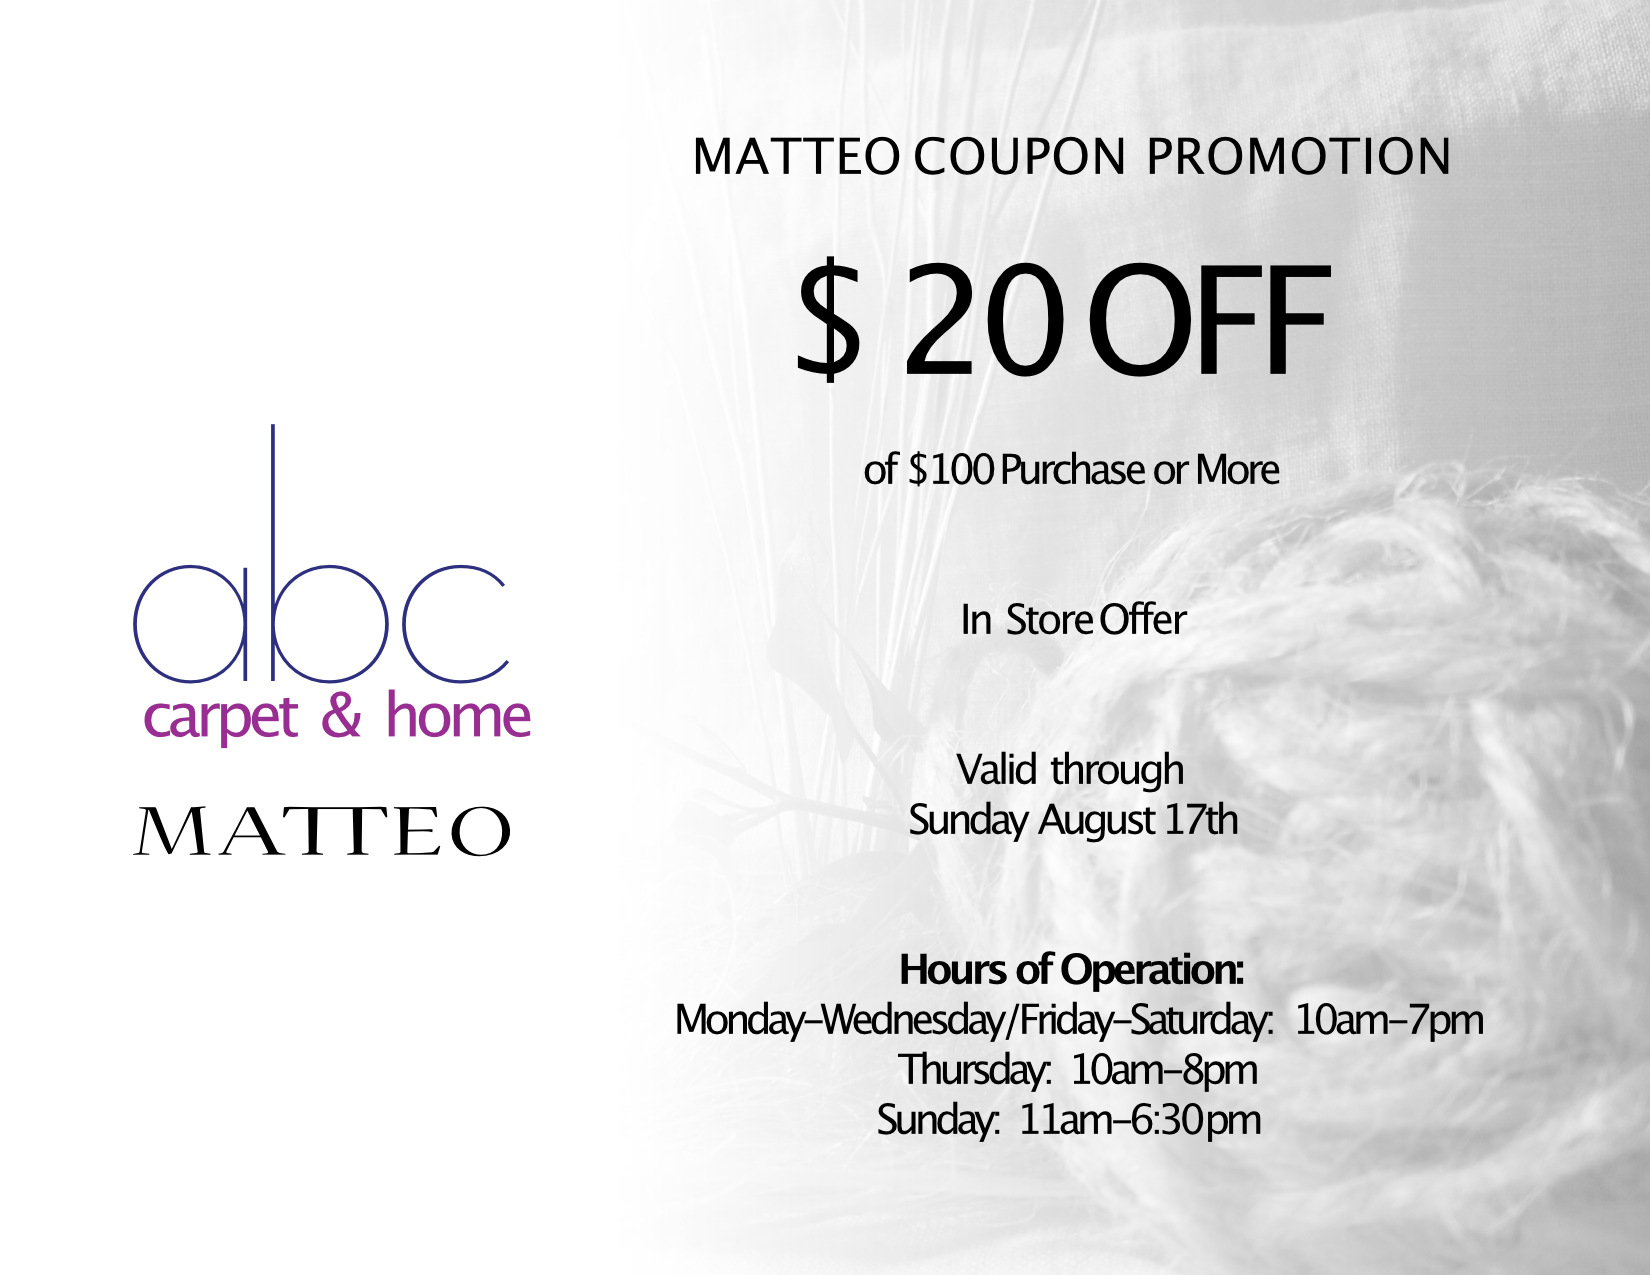 MATTEO COUPON PROMOTION
$ 20 OFF
of $100 Purchase or More
In Store Offer
Valid through
Sunday August 17th
Hours of Operation:
Monday–Wednesday/Friday–Saturday: 10am–7pm
Thursday: 10am–8pm
Sunday: 11am–6:30pm
abc
carpet & home
MATTEO